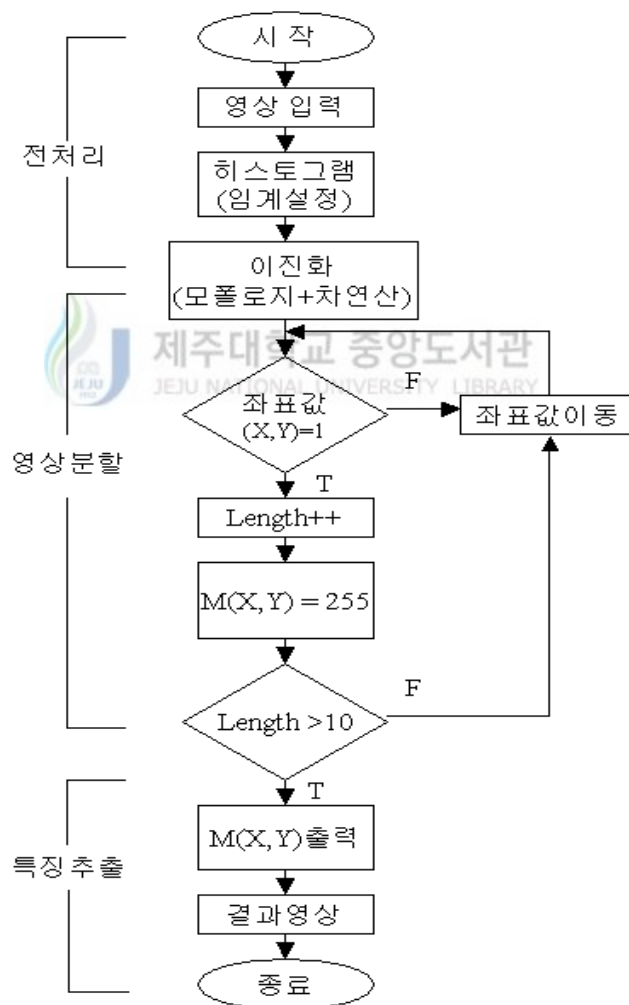 시 작
영상 입력
전처리
히스토그램
(임계설정)
이진화
(모폴로지+차연산)
제주대학교 중앙도서관
JEJU NATIONAL UNIVERSITY LIBRARY
JEJU
1952
좌표값
(X,Y)=1
F
좌표값이동
영상분할
T
Length++
M(X,Y) = 255
Length >10
F
T
M(X,Y)출력
특징추출
결과영상
종료